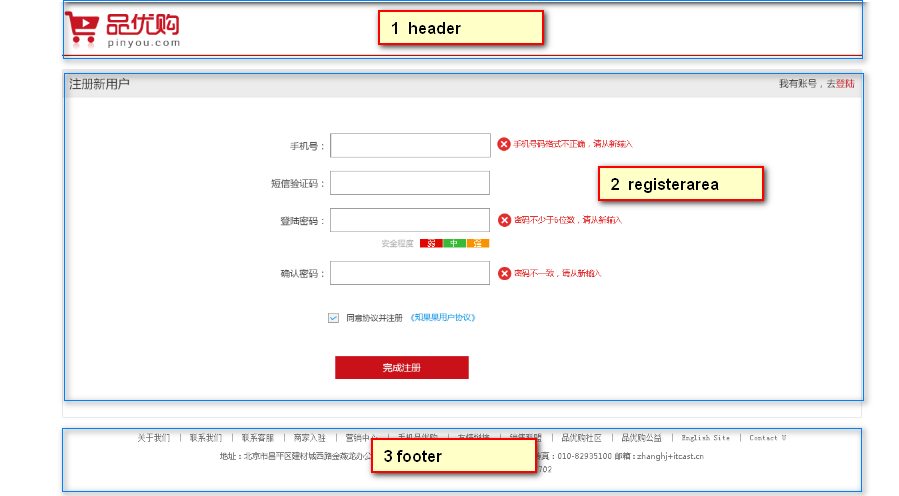 品优购
pinyou.com
1 header
注册新用户
我有账号，去登陆
手机号：
手机号码格式不正确，请从新输入
短信验证码：
2 registerarea
登陆密码：
密码不少于6位数，请从新输入
安全程度 弱 中 强
确认密码：
密码不一致，请从新输入
同意协议并注册 《知果果用户协议》
完成注册
关于我们 | 联系我们 | 联系客服 | 商家入驻 | 营销中心 | 手机品优购 | 友情链接 | 销售联盟 | 品优购社区 | 品优购公益 | English Site | Contact U
地址：北京市昌平区建材城西路金燕龙办公
真：010-82935100 邮箱：zhanghj+itcast.cn
3 footer
702